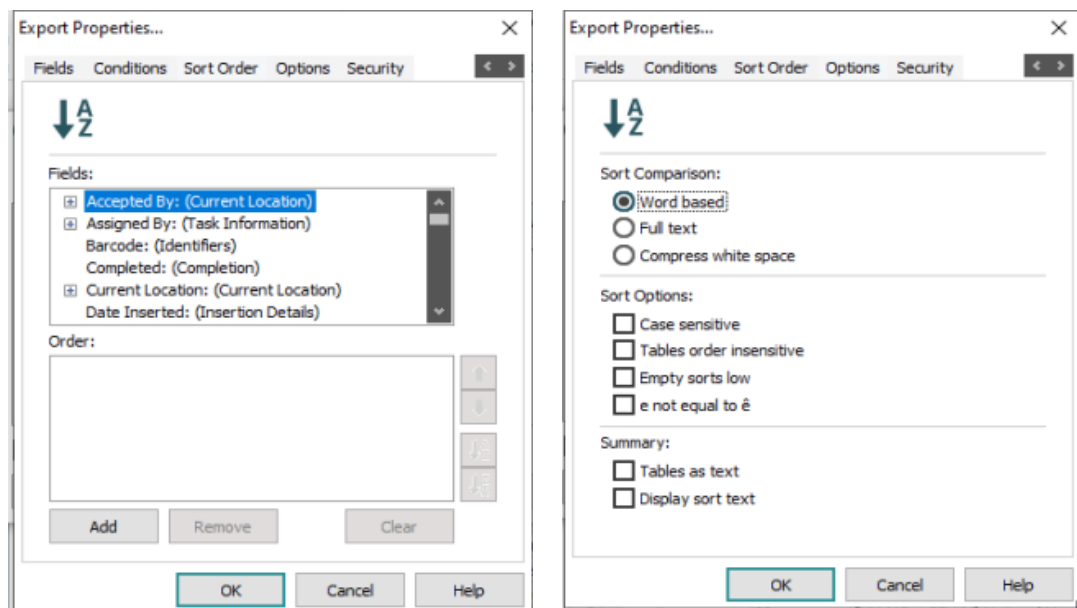 Export Properties...
Fields Conditions Sort Order Options Security
A
Z
Fields:
Accepted By: (Current Location)
Assigned By: (Task Information)
Barcode: (Identifiers)
Completed: (Completion)
Current Location: (Current Location)
Date Inserted: (Insertion Details)
Order:
Add Remove Clear
OK Cancel Help
Export Properties...
Fields Conditions Sort Order Options Security
A
Z
Sort Comparison:
Word based
Full text
Compress white space
Sort Options:
Case sensitive
Tables order insensitive
Empty sorts low
e not equal to ê
Summary:
Tables as text
Display sort text
OK Cancel Help